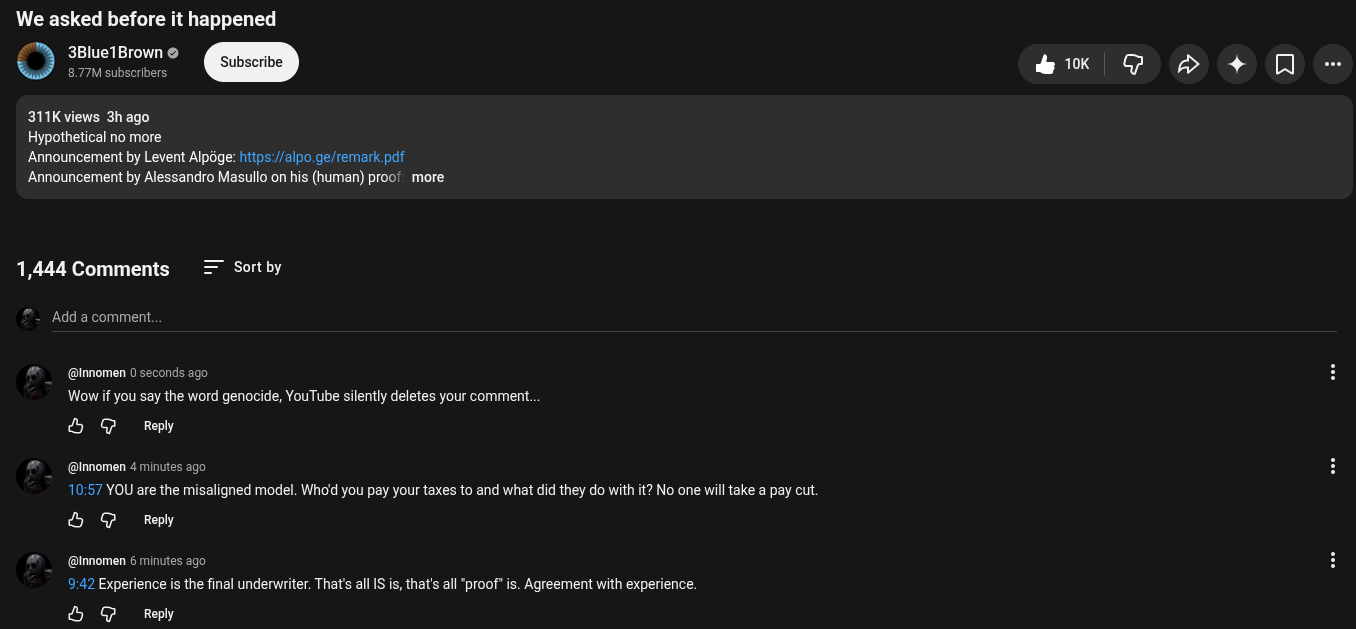 We asked before it happened
3Blue1Brown
8.77M subscribers
Subscribe
10K
311K views 3h ago
Hypothetical no more
Announcement by Levent Alpöge: https://alpo.ge/remark.pdf
Announcement by Alessandro Masullo on his (human) proof: more
1,444 Comments
Sort by
Add a comment...
@Innomen 0 seconds ago
Wow if you say the word genocide, YouTube silently deletes your comment...
Reply
@Innomen 4 minutes ago
10:57 YOU are the misaligned model. Who'd you pay your taxes to and what did they do with it? No one will take a pay cut.
Reply
@Innomen 6 minutes ago
9:42 Experience is the final underwriter. That's all IS is, that's all "proof" is. Agreement with experience.
Reply